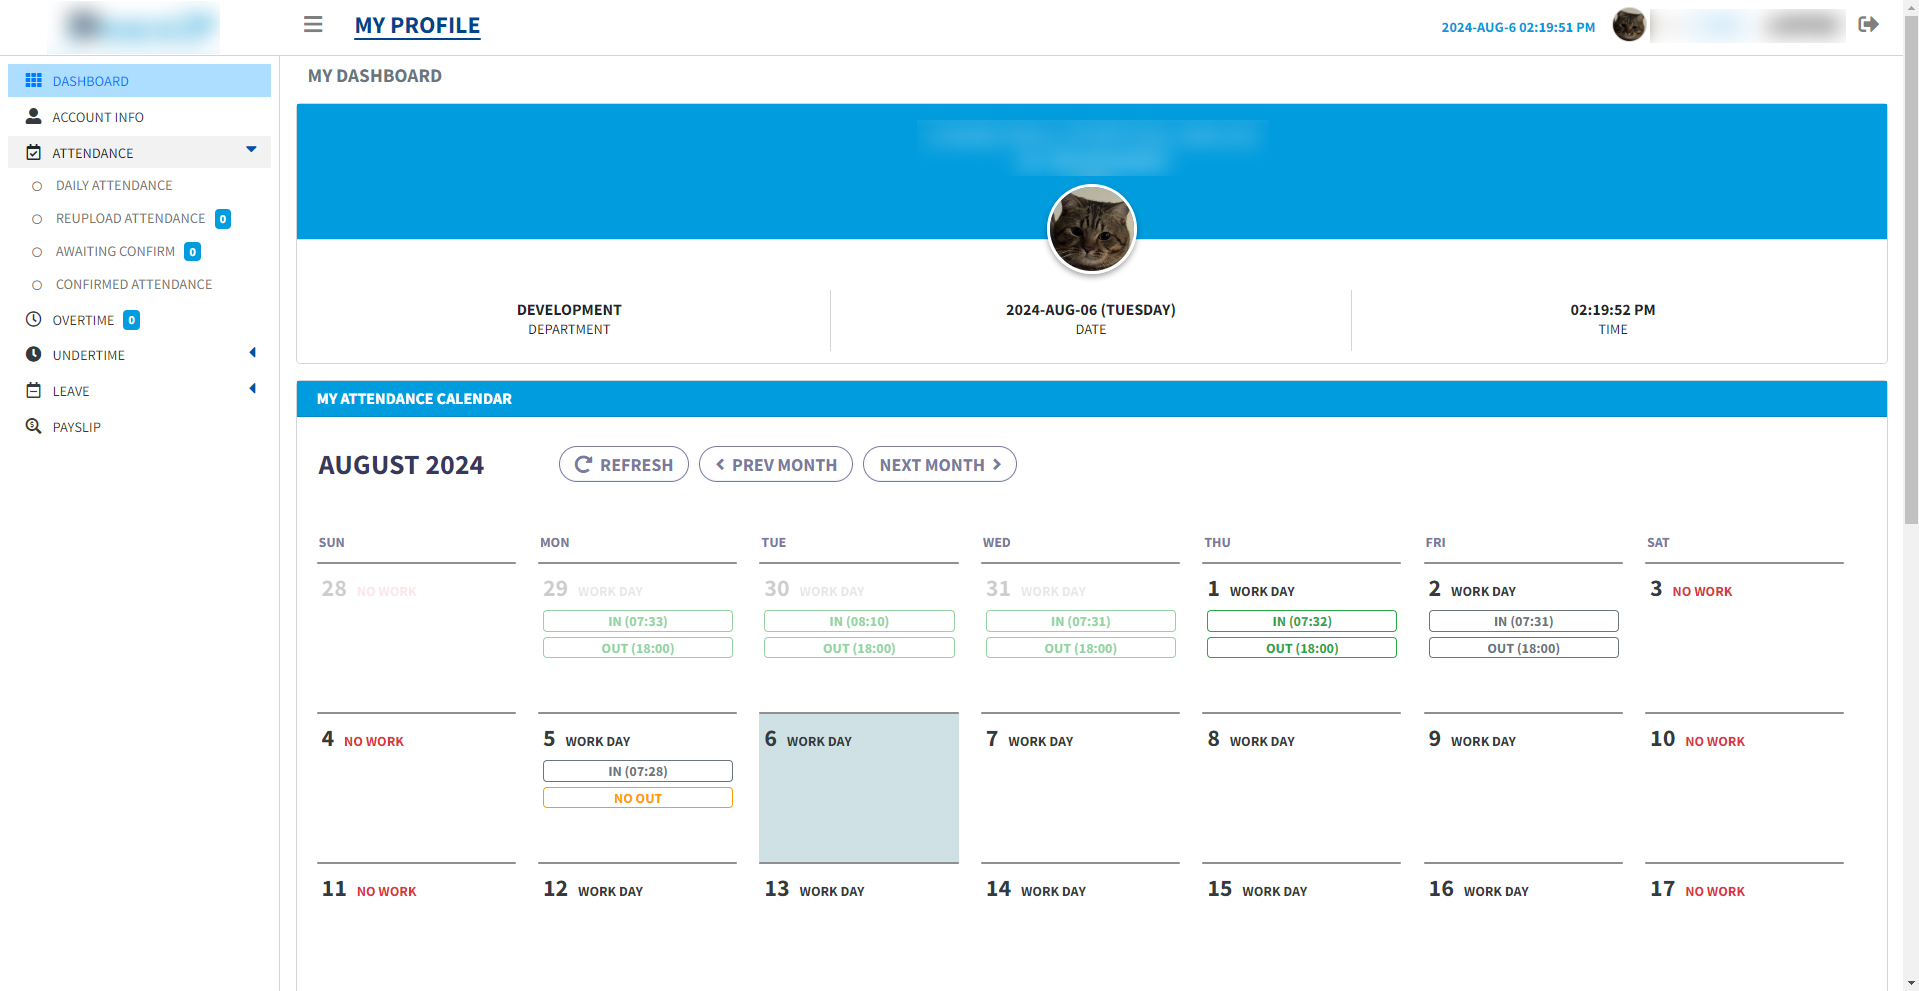 MY PROFILE
2024-AUG-6 02:19:51 PM
DASHBOARD
ACCOUNT INFO
ATTENDANCE
DAILY ATTENDANCE
REUPLOAD ATTENDANCE 0
AWAITING CONFIRM 0
CONFIRMED ATTENDANCE
OVERTIME 0
UNDERTIME
LEAVE
PAYSLIP
MY DASHBOARD
DEVELOPMENT
DEPARTMENT
2024-AUG-06 (TUESDAY)
DATE
02:19:52 PM
TIME
MY ATTENDANCE CALENDAR
AUGUST 2024
REFRESH
PREV MONTH
NEXT MONTH
SUN MON TUE WED THU FRI SAT
28 NO WORK
29 WORK DAY
IN (07:33)
OUT (18:00)
30 WORK DAY
IN (08:10)
OUT (18:00)
31 WORK DAY
IN (07:31)
OUT (18:00)
1 WORK DAY
IN (07:32)
OUT (18:00)
2 WORK DAY
IN (07:31)
OUT (18:00)
3 NO WORK
4 NO WORK
5 WORK DAY
IN (07:28)
NO OUT
6 WORK DAY
7 WORK DAY
8 WORK DAY
9 WORK DAY
10 NO WORK
11 NO WORK
12 WORK DAY
13 WORK DAY
14 WORK DAY
15 WORK DAY
16 WORK DAY
17 NO WORK